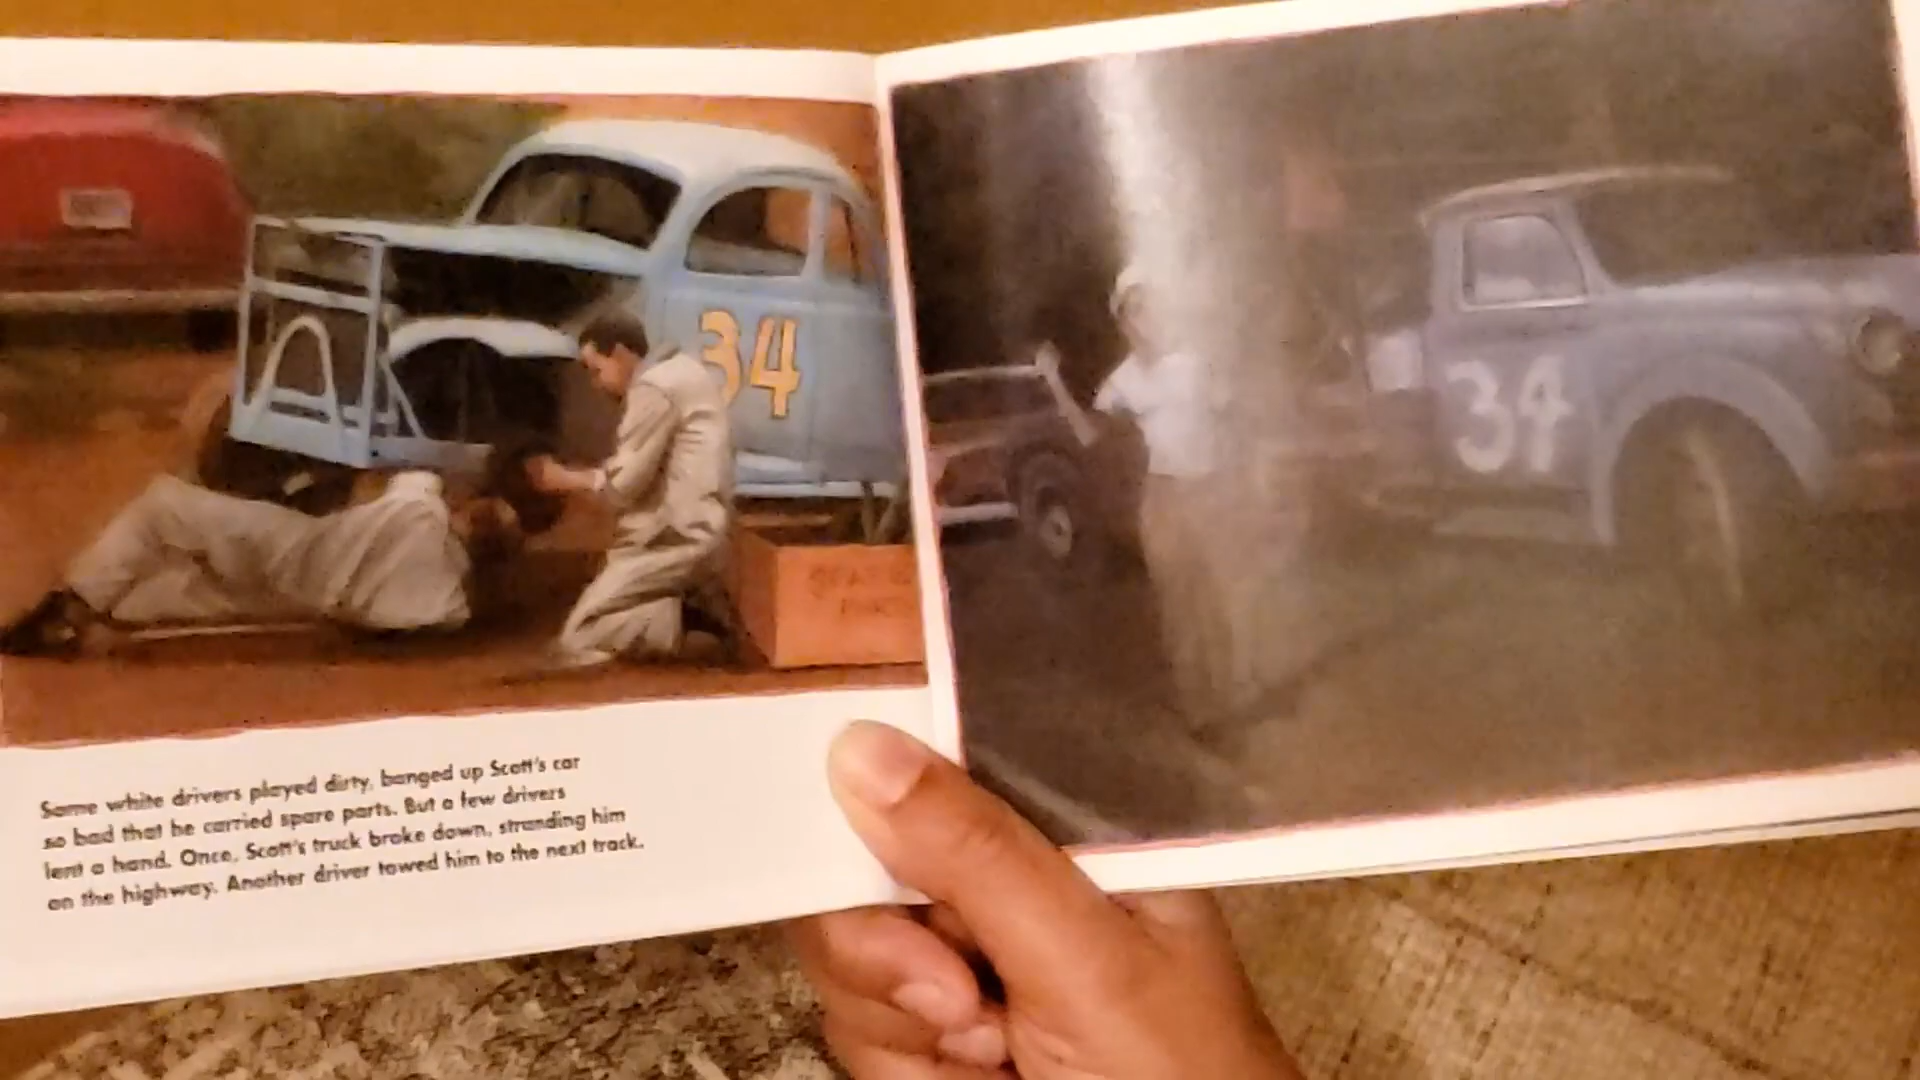 34
SPARE
PARTS
Some white drivers played dirty, banged up Scott's car
so bad that he carried spare parts. But a few drivers
lent a hand. Once, Scott's truck broke down, stranding him
on the highway. Another driver towed him to the next track.
34